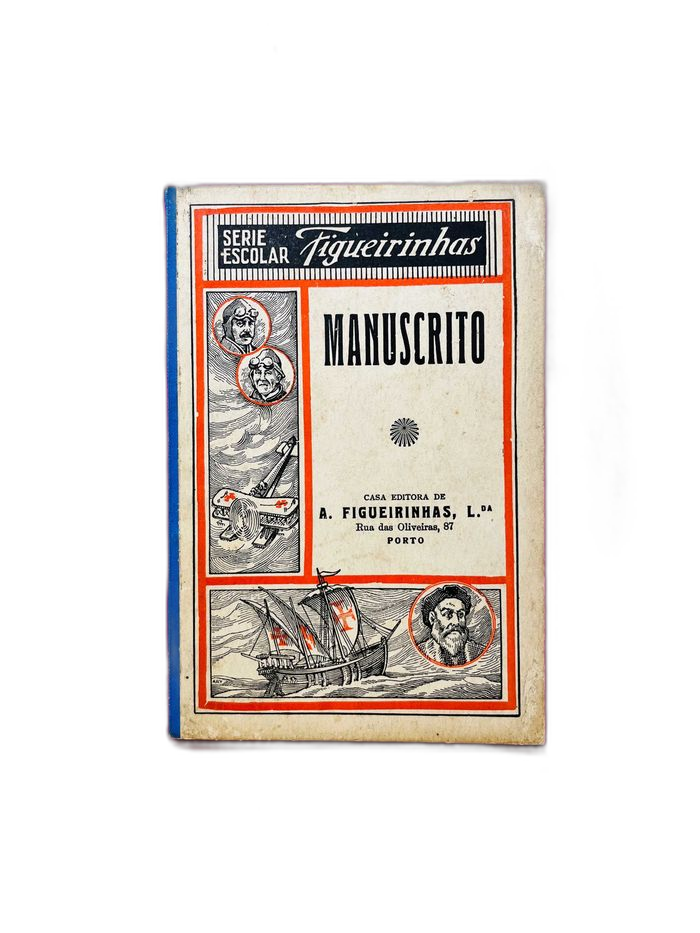 SERIE
ESCOLAR
Figueirinhas
MANUSCRITO
CASA EDITORA DE
A. FIGUEIRINHAS, L.DA
Rua das Oliveiras, 87
PORTO